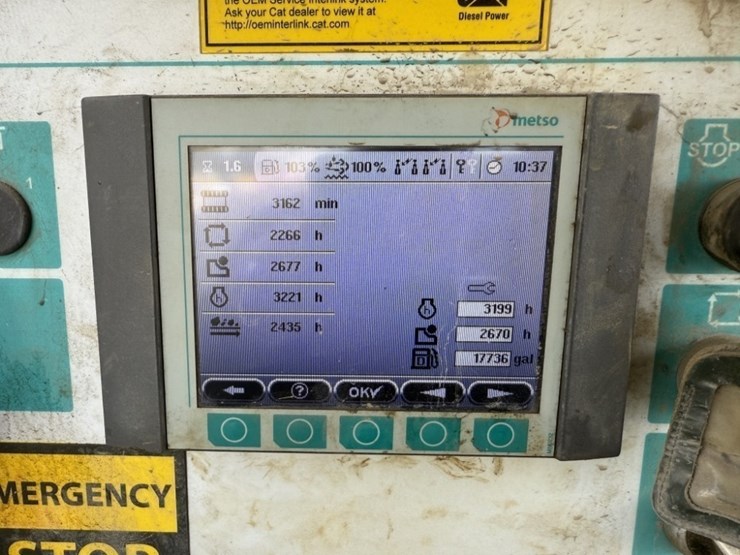 the OEM Service Interlink system.
Ask your Cat dealer to view it at
http://oeminterlink.cat.com
Diesel Power
metso
1.6 103% 100% 10:37
3162 min
2266 h
2677 h
3221 h
2435 h
3199 h
2670 h
17736 gal
? OK
T
1
STOP
MERGENCY
STOP